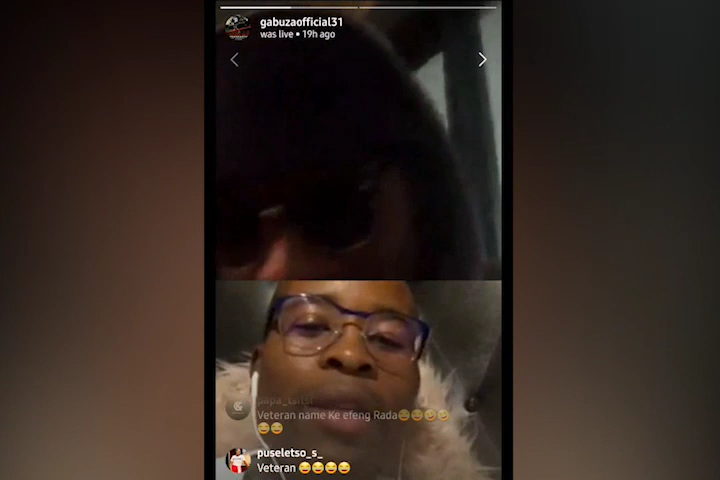 gabuzaofficial31
was live • 19h ago
Veteran name Ke efeng Rada😂😂🤣🤣
😂😂
puseletso_s_
Veteran 😂😂😂😂